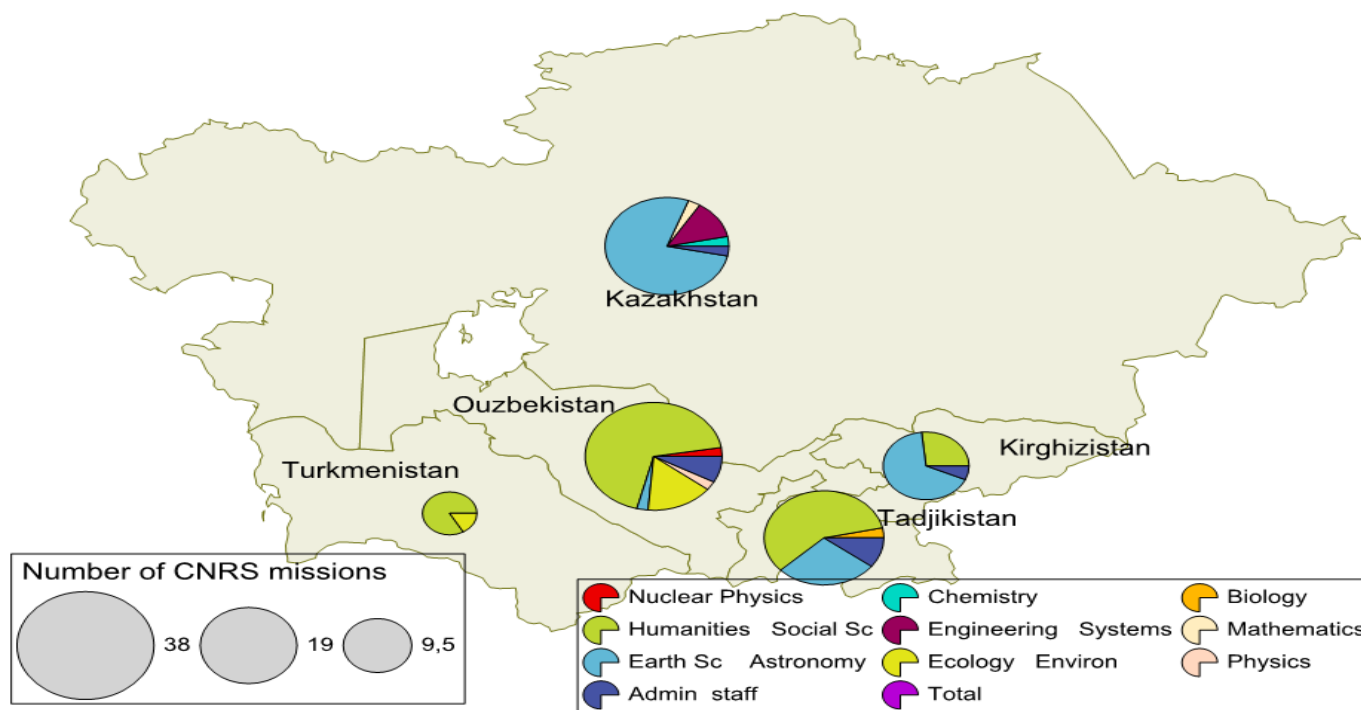 Kazakhstan
Ouzbekistan
Kirghizistan
Turkmenistan
Tadjikistan
Number of CNRS missions
38 19 9,5
Nuclear Physics Chemistry Biology
Humanities Social Sc Engineering Systems Mathematics
Earth Sc Astronomy Ecology Environ Physics
Admin staff Total